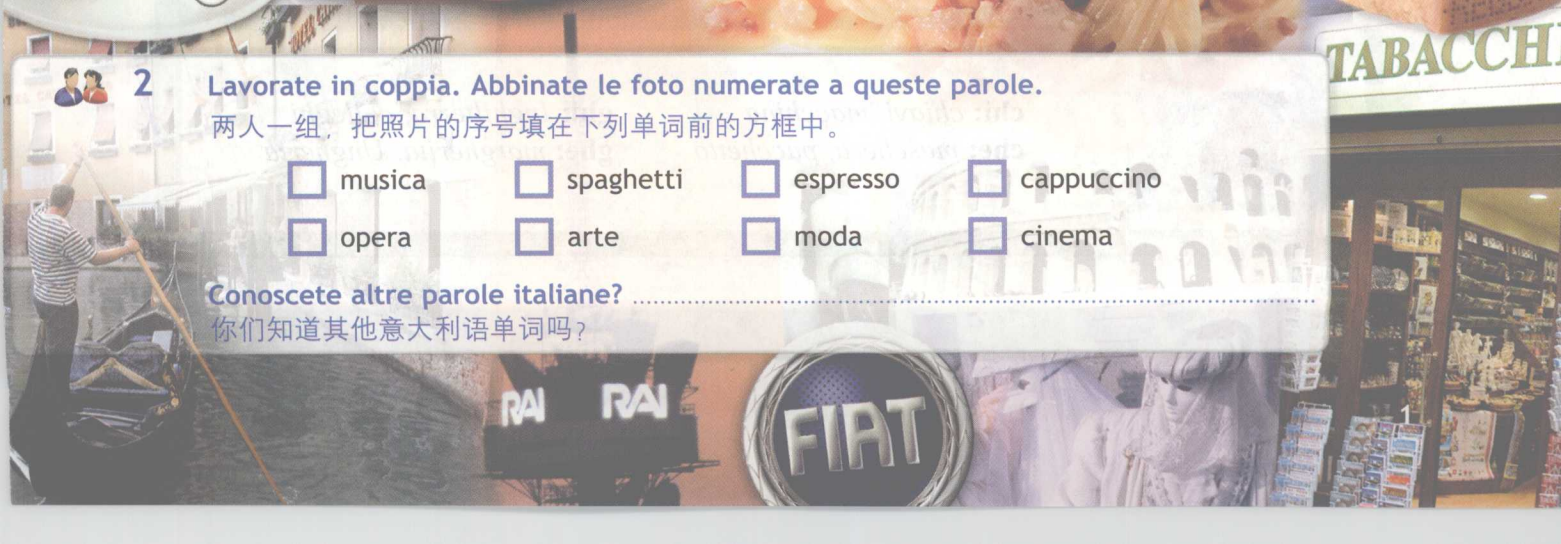 TABACCHI
2 Lavorate in coppia. Abbinate le foto numerate a queste parole.
两人一组，把照片的序号填在下列单词前的方框中。
musica spaghetti espresso cappuccino
opera arte moda cinema
Conoscete altre parole italiane?
你们知道其他意大利语单词吗？
RAI RAI
FIAT
1